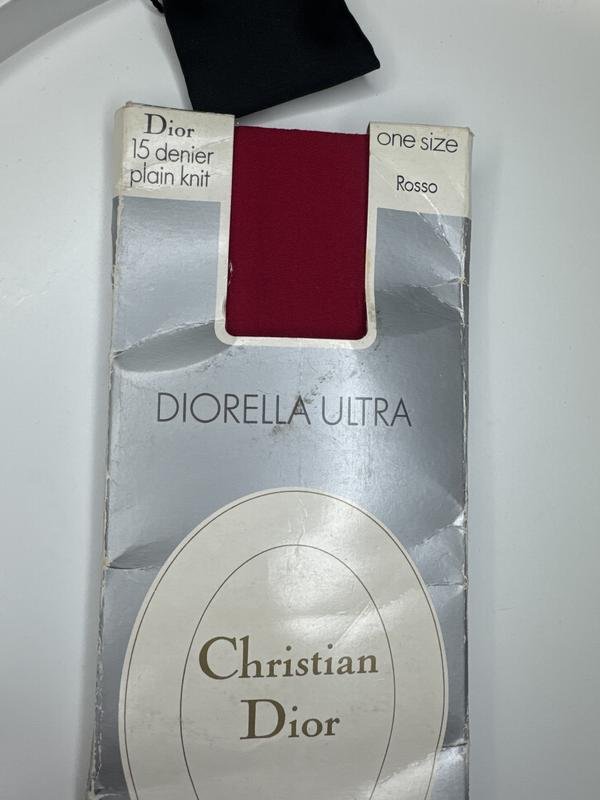 Dior
15 denier
plain knit
one size
Rosso
DIORELLA ULTRA
Christian
Dior